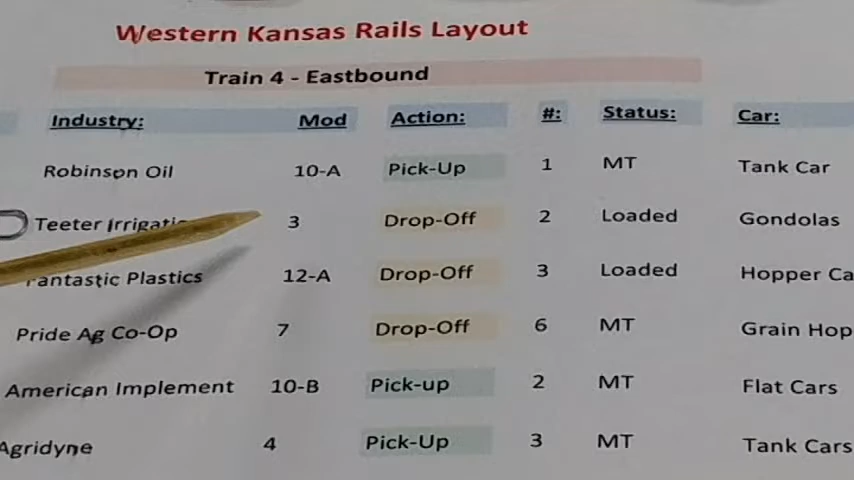 Western Kansas Rails Layout
Train 4 - Eastbound
Industry: Mod Action: #: Status: Car:
Robinson Oil 10-A Pick-Up 1 MT Tank Car
Teeter 3 Drop-Off 2 Loaded Gondolas
Plastics 12-A Drop-Off 3 Loaded Hopper
Pride Ag Co-Op 7 Drop-Off 6 MT Grain
American Implement 10-B Pick-up 2 MT Flat Cars
Agridyne 4 Pick-Up 3 MT Tank Cars